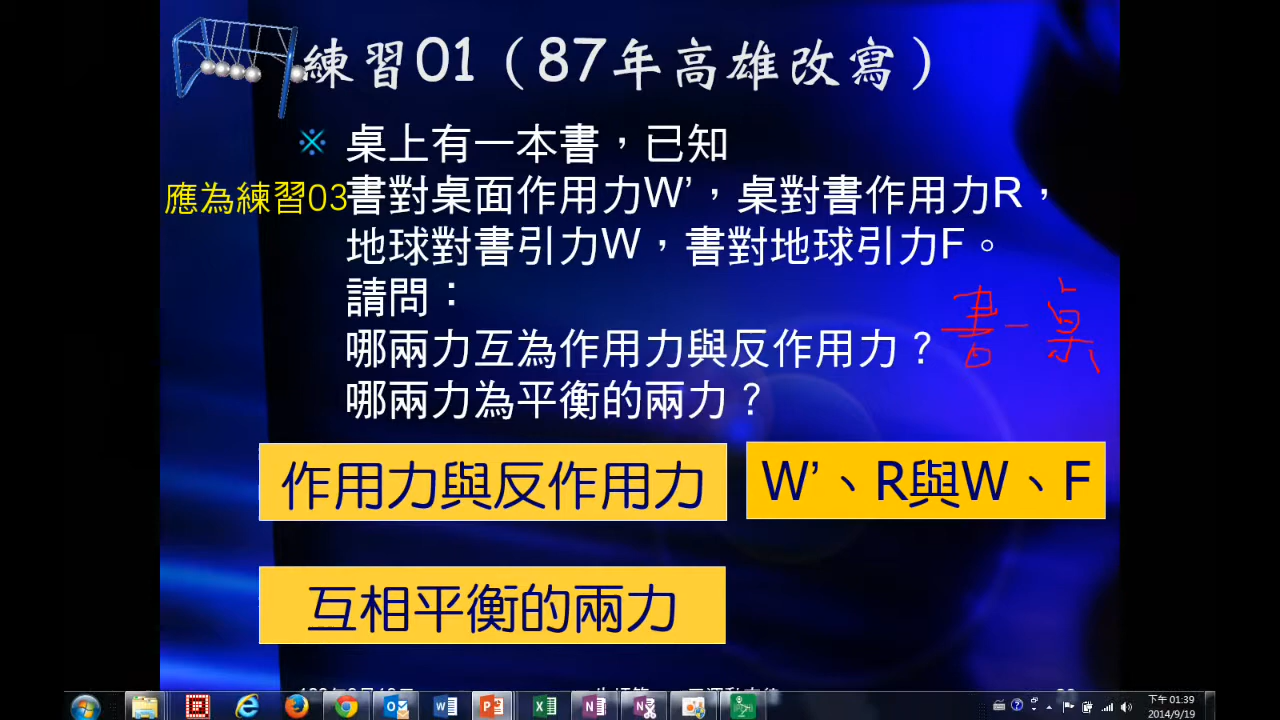 練習01（87年高雄改寫）
※ 桌上有一本書，已知
應為練習03
書對桌面作用力W’，桌對書作用力R，
地球對書引力W，書對地球引力F。
請問：
哪兩力互為作用力與反作用力？
書－桌
哪兩力為平衡的兩力？
作用力與反作用力
W’、R與W、F
互相平衡的兩力
下午 01:39
2014/9/19